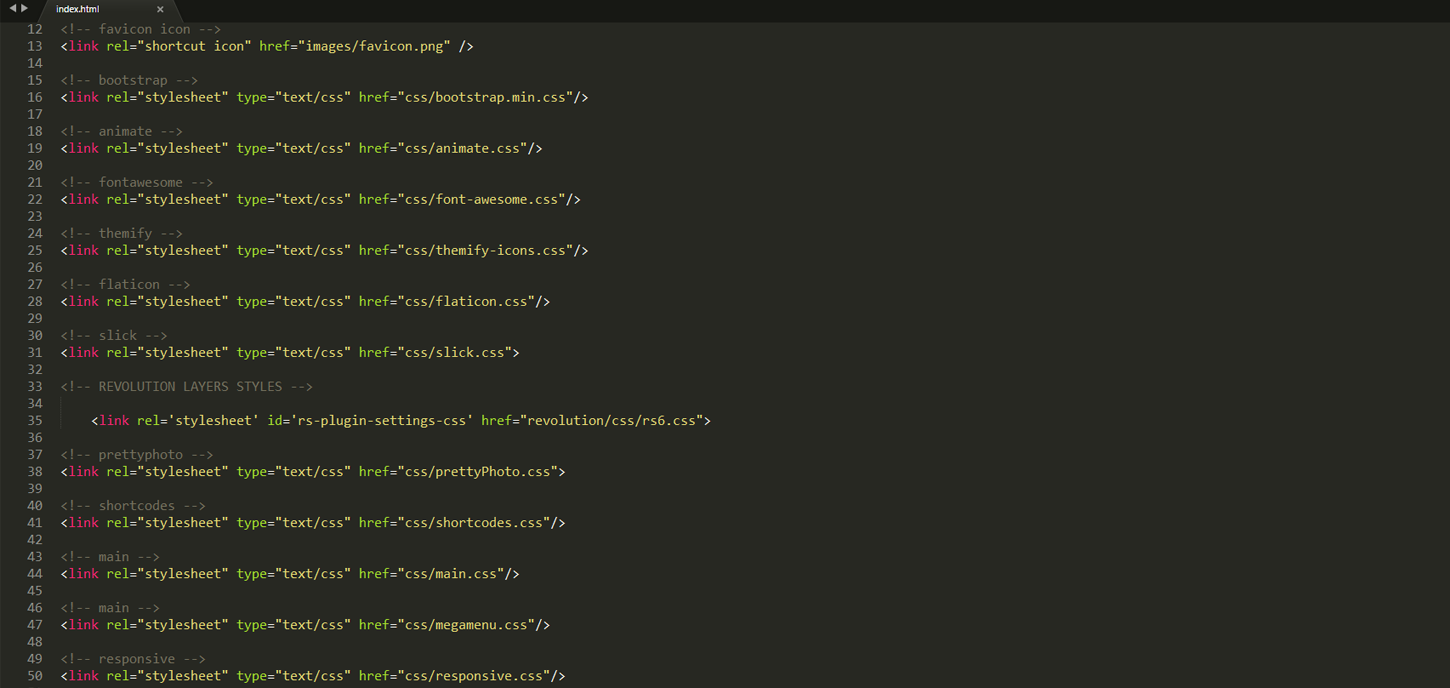 index.html ×
12 <!-- favicon icon -->
13 <link rel="shortcut icon" href="images/favicon.png" />
14
15 <!-- bootstrap -->
16 <link rel="stylesheet" type="text/css" href="css/bootstrap.min.css"/>
17
18 <!-- animate -->
19 <link rel="stylesheet" type="text/css" href="css/animate.css"/>
20
21 <!-- fontawesome -->
22 <link rel="stylesheet" type="text/css" href="css/font-awesome.css"/>
23
24 <!-- themify -->
25 <link rel="stylesheet" type="text/css" href="css/themify-icons.css"/>
26
27 <!-- flaticon -->
28 <link rel="stylesheet" type="text/css" href="css/flaticon.css"/>
29
30 <!-- slick -->
31 <link rel="stylesheet" type="text/css" href="css/slick.css">
32
33 <!-- REVOLUTION LAYERS STYLES -->
34
35     <link rel='stylesheet' id='rs-plugin-settings-css' href="revolution/css/rs6.css">
36
37 <!-- prettyphoto -->
38 <link rel="stylesheet" type="text/css" href="css/prettyPhoto.css">
39
40 <!-- shortcodes -->
41 <link rel="stylesheet" type="text/css" href="css/shortcodes.css"/>
42
43 <!-- main -->
44 <link rel="stylesheet" type="text/css" href="css/main.css"/>
45
46 <!-- main -->
47 <link rel="stylesheet" type="text/css" href="css/megamenu.css"/>
48
49 <!-- responsive -->
50 <link rel="stylesheet" type="text/css" href="css/responsive.css"/>